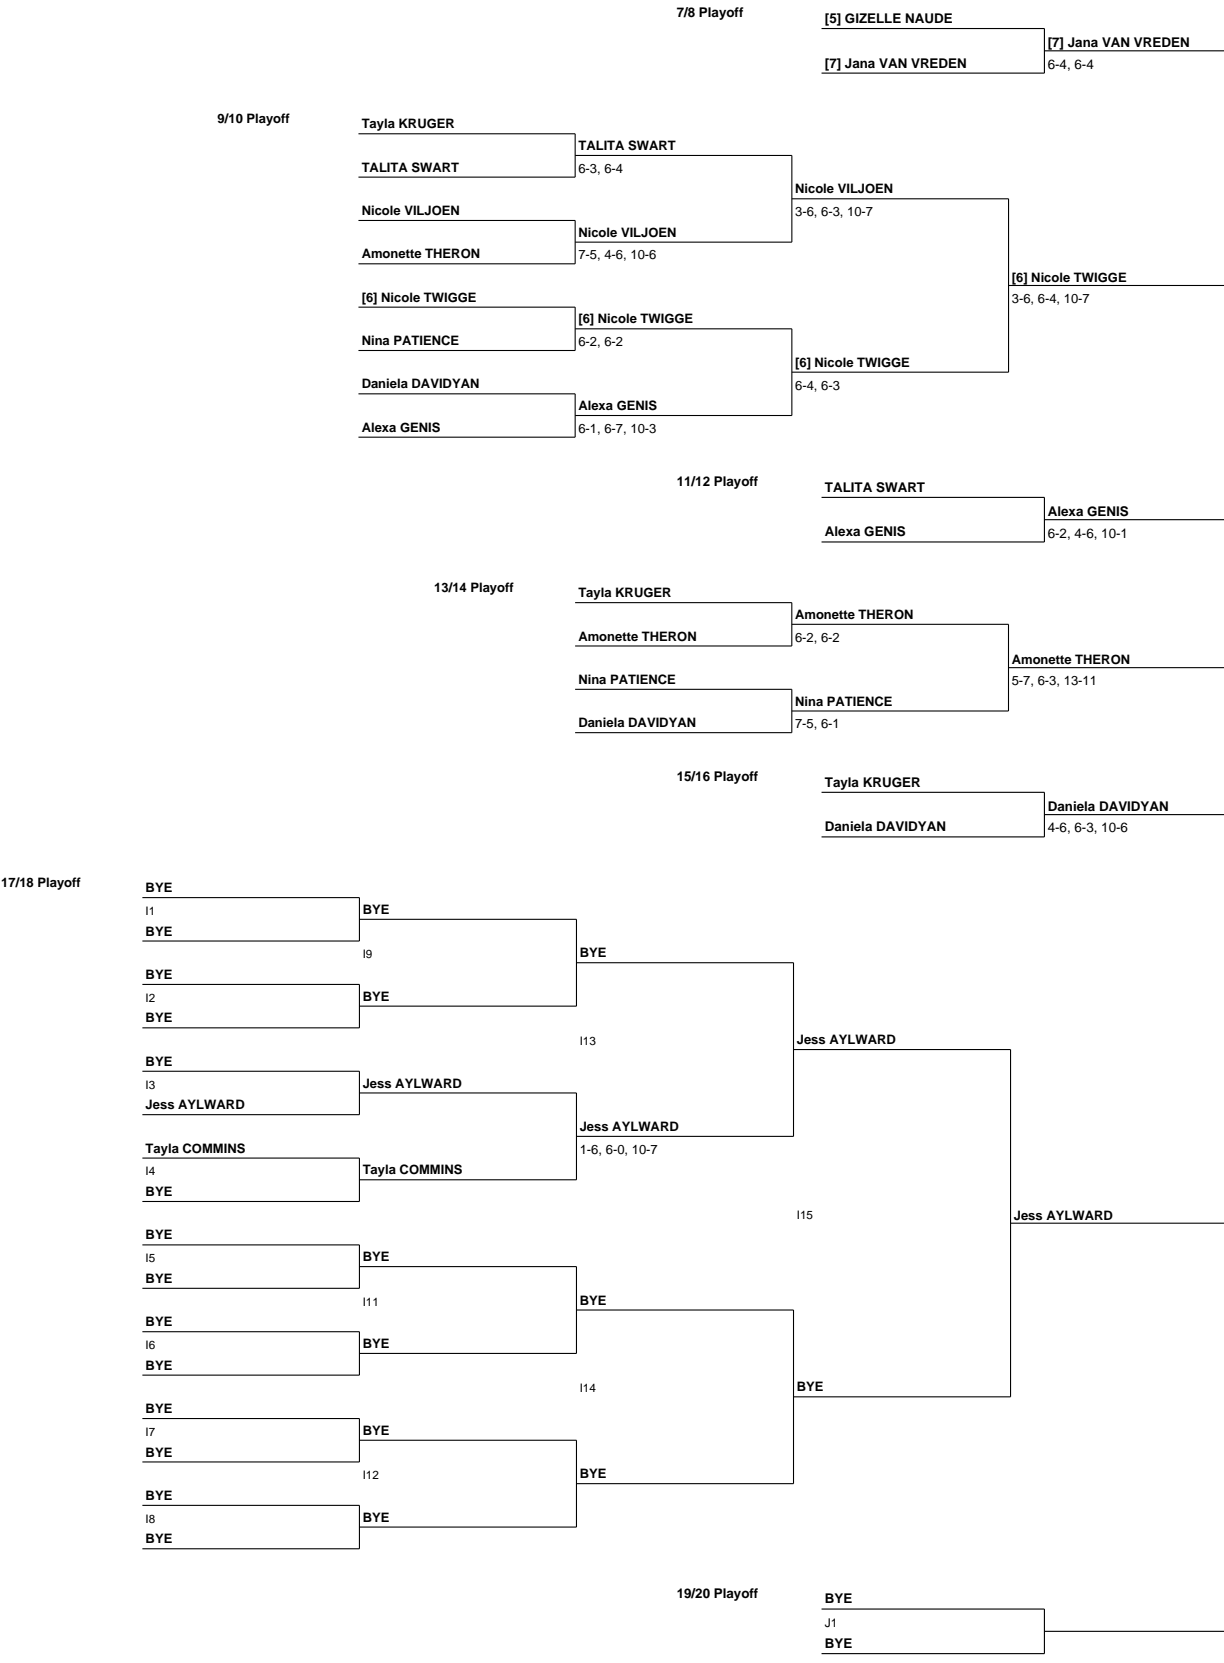 7/8 Playoff
[5] GIZELLE NAUDE
[7] Jana VAN VREDEN
[7] Jana VAN VREDEN
6-4, 6-4
9/10 Playoff
Tayla KRUGER
TALITA SWART
TALITA SWART
6-3, 6-4
Nicole VILJOEN
3-6, 6-3, 10-7
Nicole VILJOEN
Nicole VILJOEN
Amonette THERON
7-5, 4-6, 10-6
[6] Nicole TWIGGE
3-6, 6-4, 10-7
[6] Nicole TWIGGE
[6] Nicole TWIGGE
Nina PATIENCE
6-2, 6-2
[6] Nicole TWIGGE
6-4, 6-3
Daniela DAVIDYAN
Alexa GENIS
Alexa GENIS
6-1, 6-7, 10-3
11/12 Playoff
TALITA SWART
Alexa GENIS
Alexa GENIS
6-2, 4-6, 10-1
13/14 Playoff
Tayla KRUGER
Amonette THERON
Amonette THERON
6-2, 6-2
Amonette THERON
5-7, 6-3, 13-11
Nina PATIENCE
Nina PATIENCE
Daniela DAVIDYAN
7-5, 6-1
15/16 Playoff
Tayla KRUGER
Daniela DAVIDYAN
Daniela DAVIDYAN
4-6, 6-3, 10-6
17/18 Playoff
BYE
I1
BYE
BYE
I9
BYE
BYE
I2
BYE
BYE
I13
Jess AYLWARD
BYE
I3
Jess AYLWARD
Jess AYLWARD
Jess AYLWARD
1-6, 6-0, 10-7
Tayla COMMINS
I4
Tayla COMMINS
BYE
I15
Jess AYLWARD
BYE
I5
BYE
BYE
I11
BYE
BYE
I6
BYE
BYE
I14
BYE
BYE
I7
BYE
BYE
I12
BYE
BYE
I8
BYE
BYE
19/20 Playoff
BYE
J1
BYE